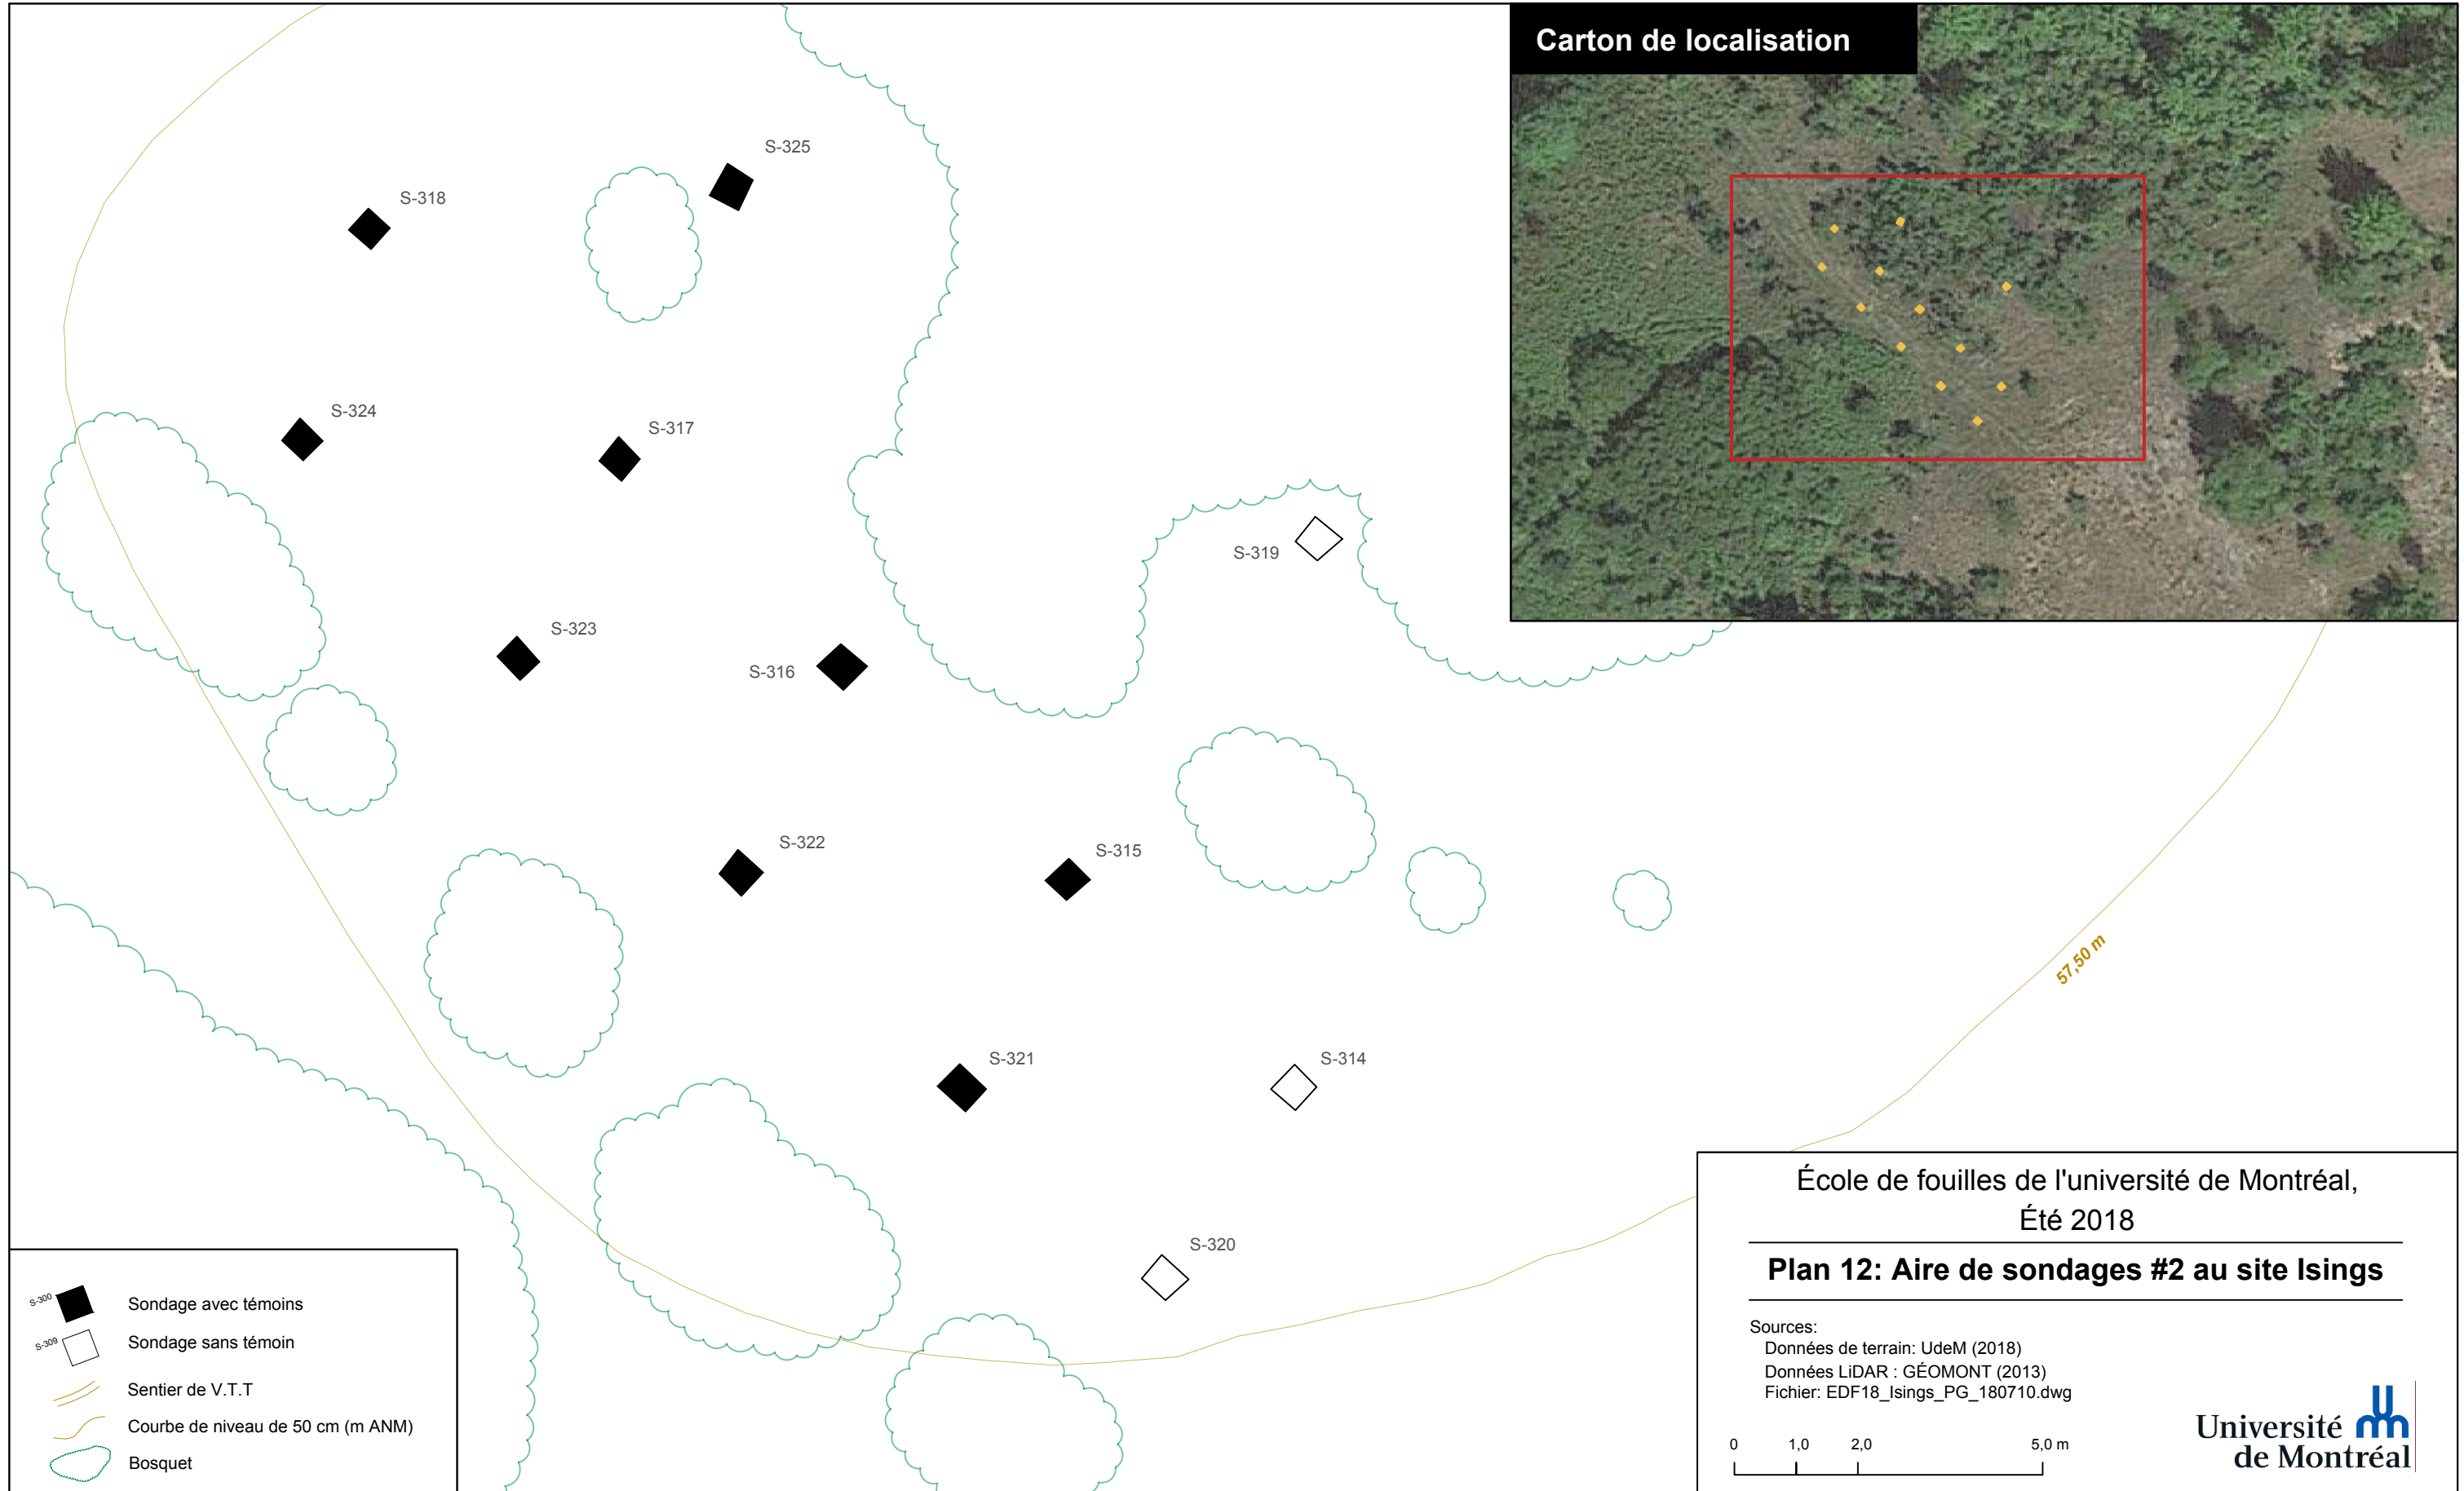 Carton de localisation
S-325
S-318
S-324
S-317
S-319
S-323
S-316
S-322
S-315
57,50 m
S-321
S-314
S-320
S-300
Sondage avec témoins
S-309
Sondage sans témoin
Sentier de V.T.T
Courbe de niveau de 50 cm (m ANM)
Bosquet
École de fouilles de l'université de Montréal,
Été 2018
Plan 12: Aire de sondages #2 au site Isings
Sources:
Données de terrain: UdeM (2018)
Données LiDAR : GÉOMONT (2013)
Fichier: EDF18_Isings_PG_180710.dwg
0 1,0 2,0 5,0 m
Université
de Montréal